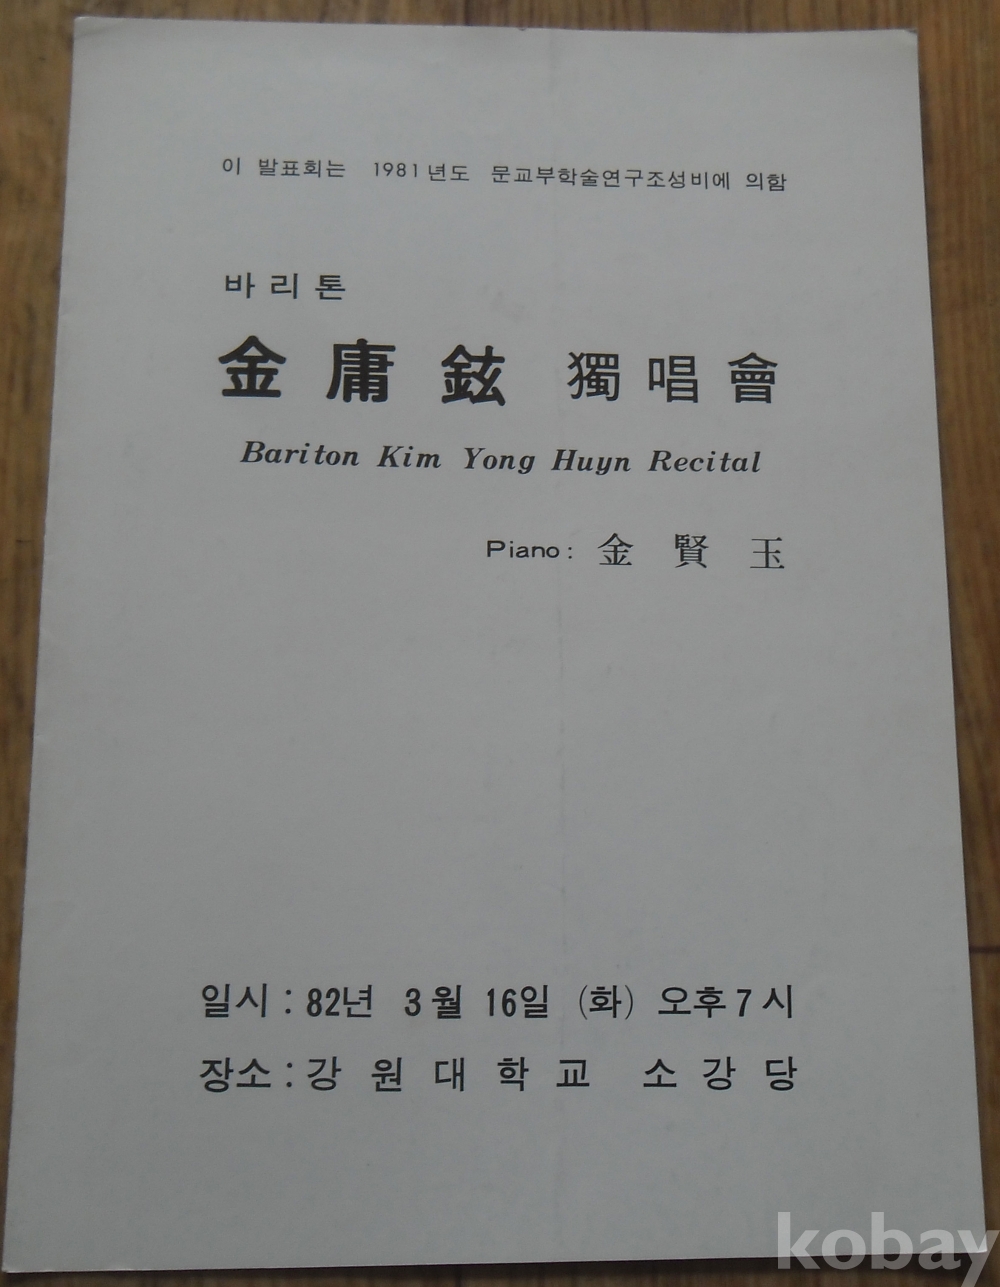 이 발표회는 1981년도 문교부학술연구조성비에 의함
바리톤
金庸鉉 獨唱會
Bariton Kim Yong Huyn Recital
Piano: 金賢玉
일시: 82년 3월 16일 (화) 오후7시
장소: 강원대학교 소강당
kobay